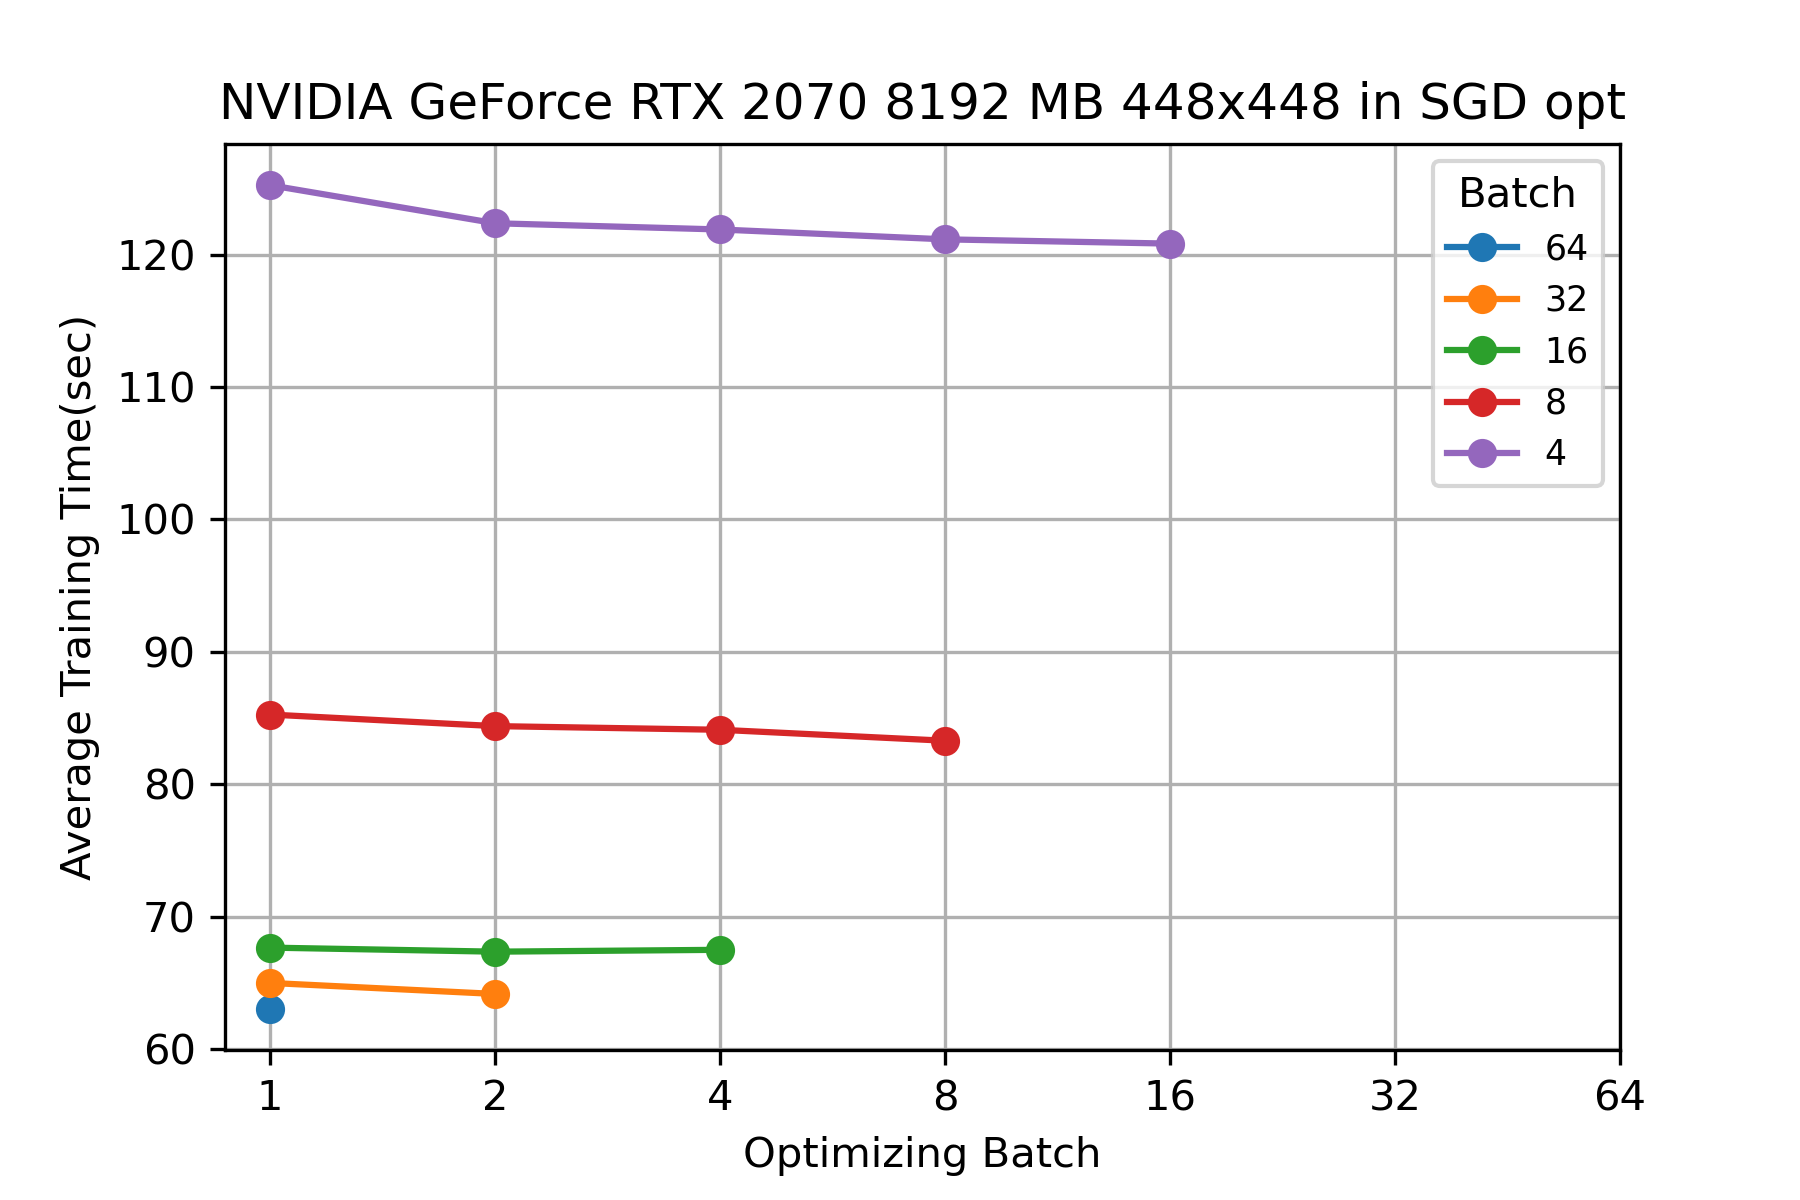 NVIDIA GeForce RTX 2070 8192 MB 448x448 in SGD opt
Average Training Time(sec)
120
110
100
90
80
70
60
Batch
64
32
16
8
4
1 2 4 8 16 32 64
Optimizing Batch